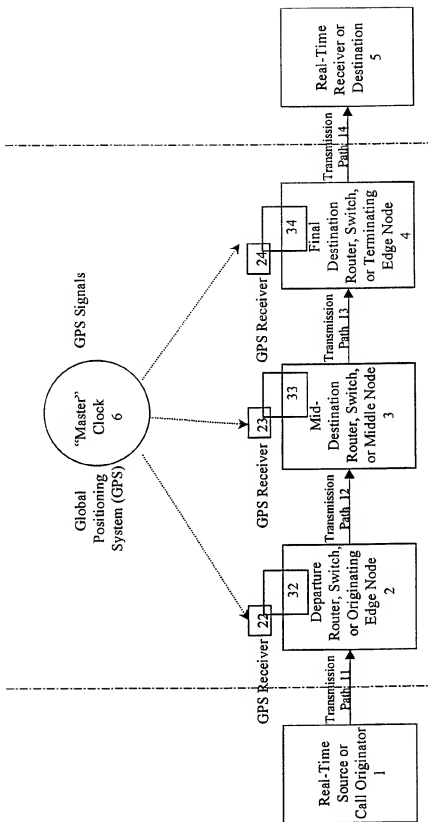 Global
Positioning
System (GPS)
"Master"
Clock
6
GPS Signals
GPS Receiver
22
32
GPS Receiver
23
33
GPS Receiver
24
34
Real-Time
Source or
Call Originator
1
Transmission
Path 11
Departure
Router, Switch,
or Originating
Edge Node
2
Transmission
Path 12
Mid-
Destination
Router, Switch,
or Middle Node
3
Transmission
Path 13
Final
Destination
Router, Switch,
or Terminating
Edge Node
4
Transmission
Path 14
Real-Time
Receiver or
Destination
5